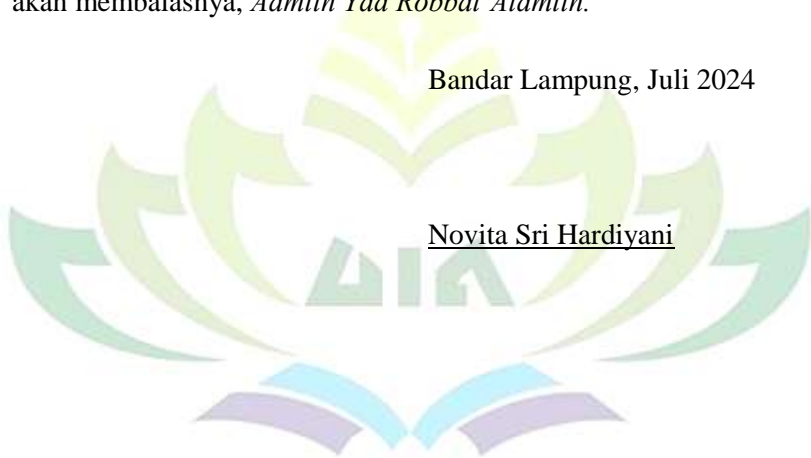 akan membalasnya, Aamiin Yaa Robbal 'Alamiin.
Bandar Lampung, Juli 2024
Novita Sri Hardiyani